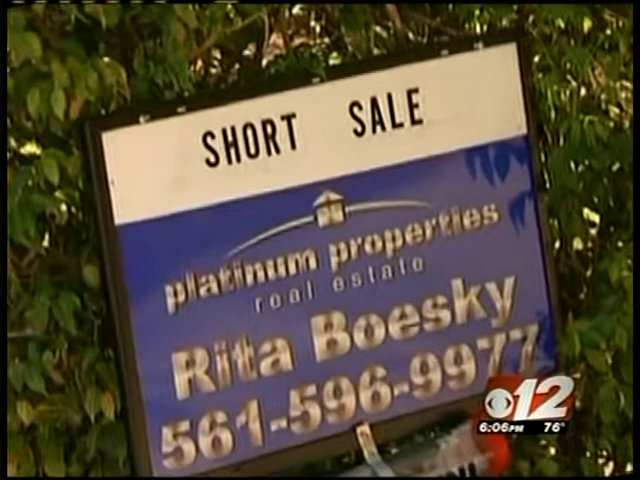 SHORT SALE
platinum properties
real estate
Rita Boesky
561-596-9977
12
6:06PM 76°